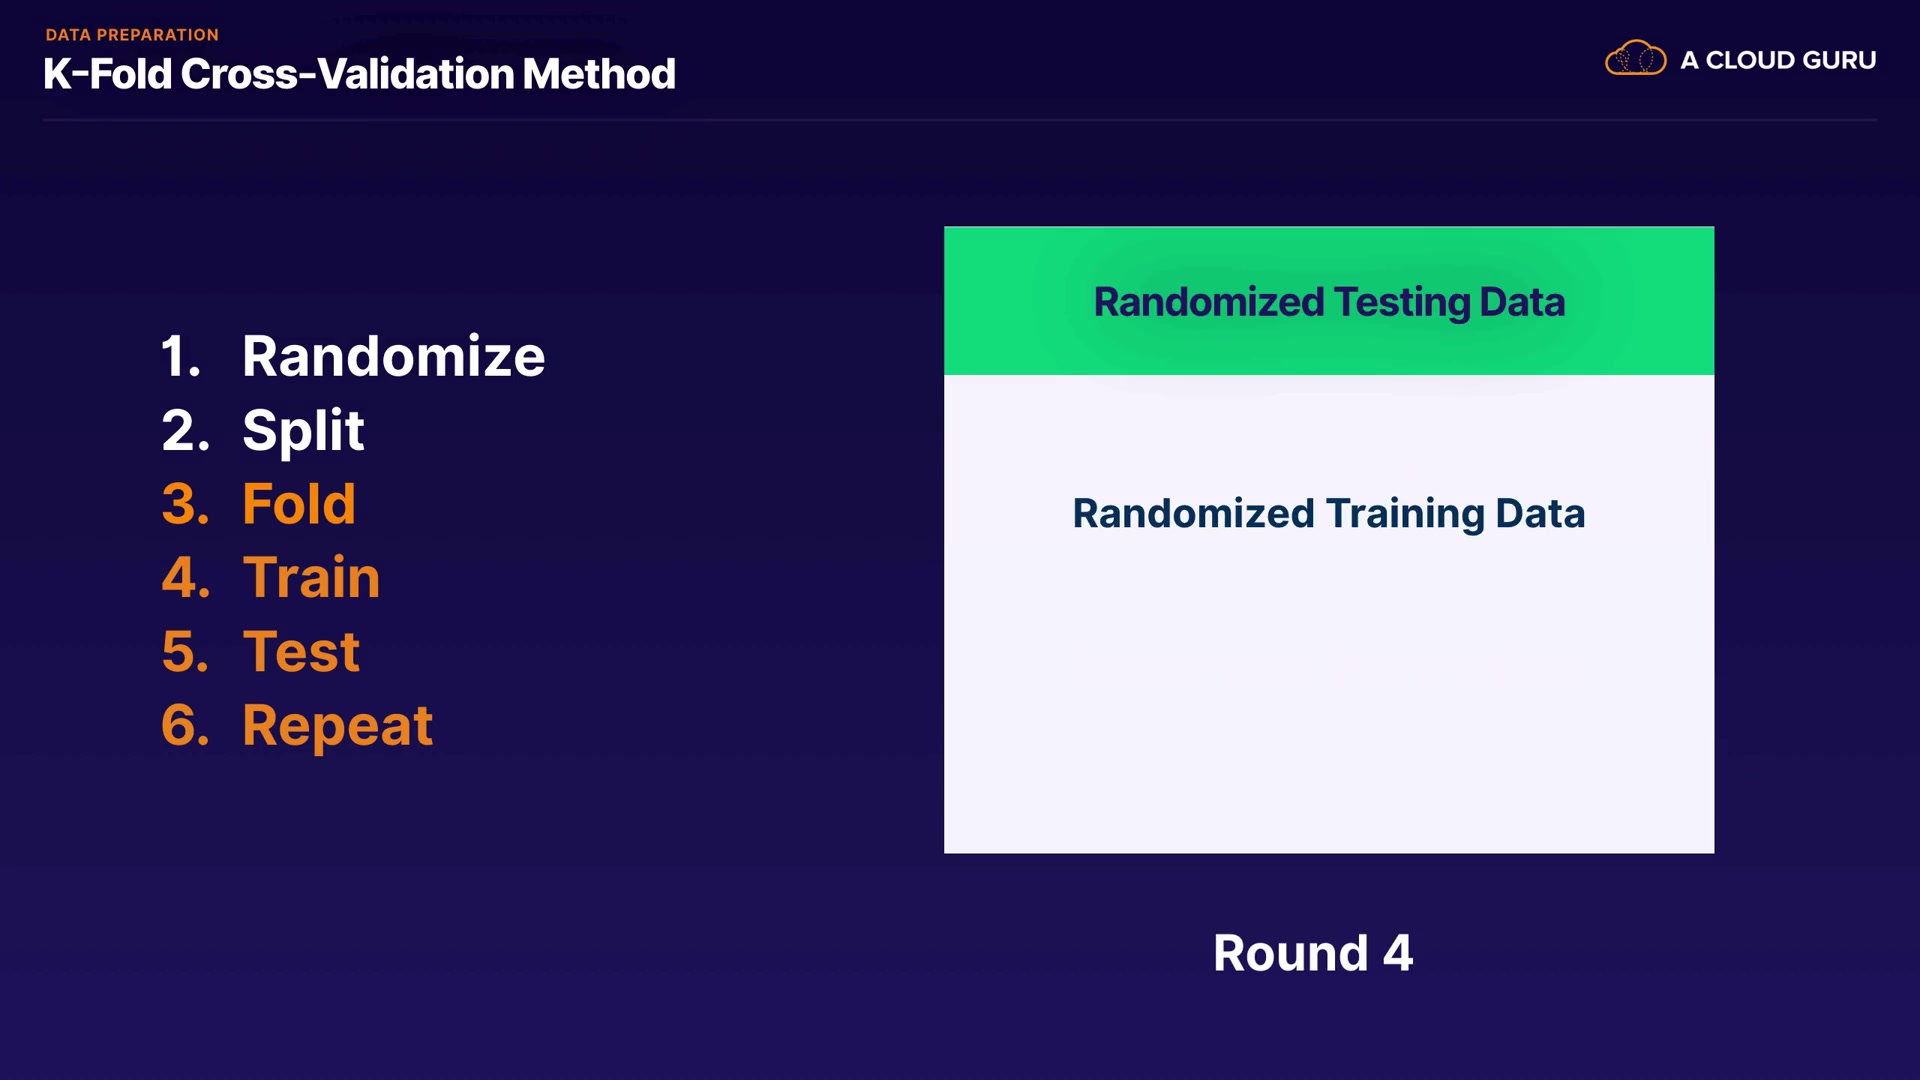 DATA PREPARATION
K-Fold Cross-Validation Method
A CLOUD GURU
1. Randomize
2. Split
3. Fold
4. Train
5. Test
6. Repeat
Randomized Testing Data
Randomized Training Data
Round 4